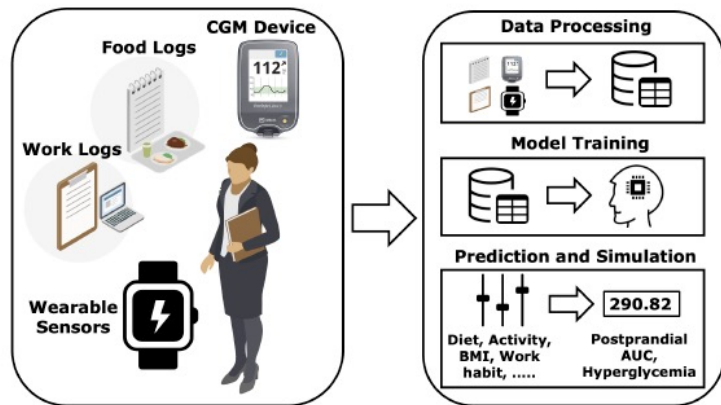 CGM Device
Food Logs
112
Work Logs
Wearable
Sensors
Data Processing
Model Training
Prediction and Simulation
290.82
Diet, Activity,
BMI, Work
habit, .....
Postprandial
AUC,
Hyperglycemia